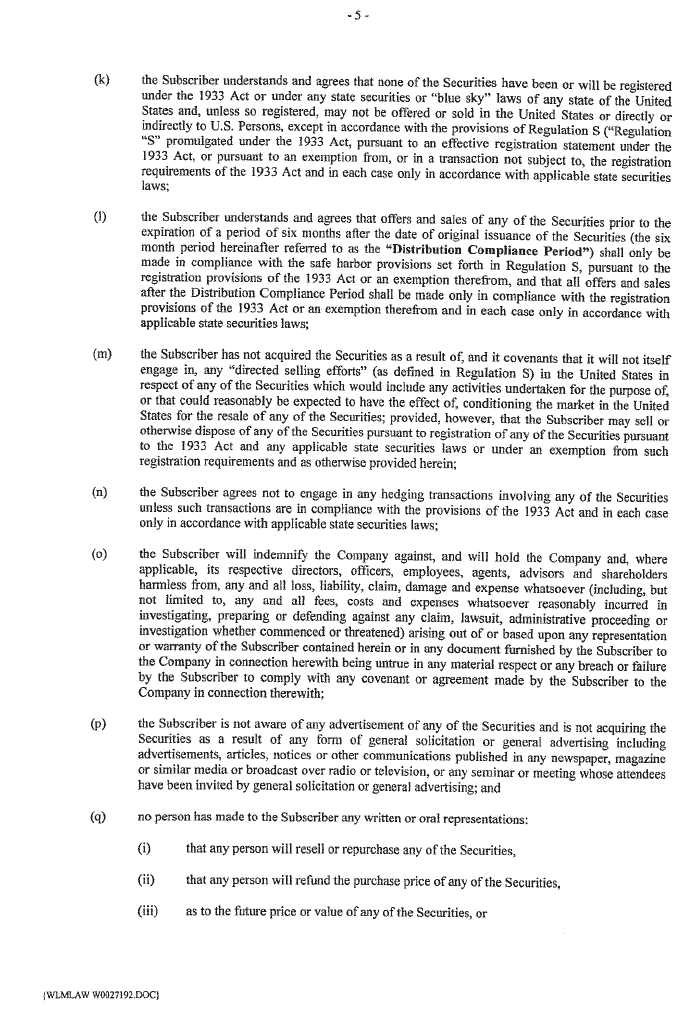 - 5 -
(k) the Subscriber understands and agrees that none of the Securities have been or will be registered
under the 1933 Act or under any state securities or “blue sky” laws of any state of the United
States and, unless so registered, may not be offered or sold in the United States or directly or
indirectly to U.S. Persons, except in accordance with the provisions of Regulation S (“Regulation
“S” promulgated under the 1933 Act, pursuant to an effective registration statement under the
1933 Act, or pursuant to an exemption from, or in a transaction not subject to, the registration
requirements of the 1933 Act and in each case only in accordance with applicable state securities
laws;
(l) the Subscriber understands and agrees that offers and sales of any of the Securities prior to the
expiration of a period of six months after the date of original issuance of the Securities (the six
month period hereinafter referred to as the “Distribution Compliance Period”) shall only be
made in compliance with the safe harbor provisions set forth in Regulation S, pursuant to the
registration provisions of the 1933 Act or an exemption therefrom, and that all offers and sales
after the Distribution Compliance Period shall be made only in compliance with the registration
provisions of the 1933 Act or an exemption therefrom and in each case only in accordance with
applicable state securities laws;
(m) the Subscriber has not acquired the Securities as a result of, and it covenants that it will not itself
engage in, any “directed selling efforts” (as defined in Regulation S) in the United States in
respect of any of the Securities which would include any activities undertaken for the purpose of,
or that could reasonably be expected to have the effect of, conditioning the market in the United
States for the resale of any of the Securities; provided, however, that the Subscriber may sell or
otherwise dispose of any of the Securities pursuant to registration of any of the Securities pursuant
to the 1933 Act and any applicable state securities laws or under an exemption from such
registration requirements and as otherwise provided herein;
(n) the Subscriber agrees not to engage in any hedging transactions involving any of the Securities
unless such transactions are in compliance with the provisions of the 1933 Act and in each case
only in accordance with applicable state securities laws;
(o) the Subscriber will indemnify the Company against, and will hold the Company and, where
applicable, its respective directors, officers, employees, agents, advisors and shareholders
harmless from, any and all loss, liability, claim, damage and expense whatsoever (including, but
not limited to, any and all fees, costs and expenses whatsoever reasonably incurred in
investigating, preparing or defending against any claim, lawsuit, administrative proceeding or
investigation whether commenced or threatened) arising out of or based upon any representation
or warranty of the Subscriber contained herein or in any document furnished by the Subscriber to
the Company in connection herewith being untrue in any material respect or any breach or failure
by the Subscriber to comply with any covenant or agreement made by the Subscriber to the
Company in connection therewith;
(p) the Subscriber is not aware of any advertisement of any of the Securities and is not acquiring the
Securities as a result of any form of general solicitation or general advertising including
advertisements, articles, notices or other communications published in any newspaper, magazine
or similar media or broadcast over radio or television, or any seminar or meeting whose attendees
have been invited by general solicitation or general advertising; and
(q) no person has made to the Subscriber any written or oral representations:
(i) that any person will resell or repurchase any of the Securities,
(ii) that any person will refund the purchase price of any of the Securities,
(iii) as to the future price or value of any of the Securities, or
{WLMLAW W0027192.DOC}